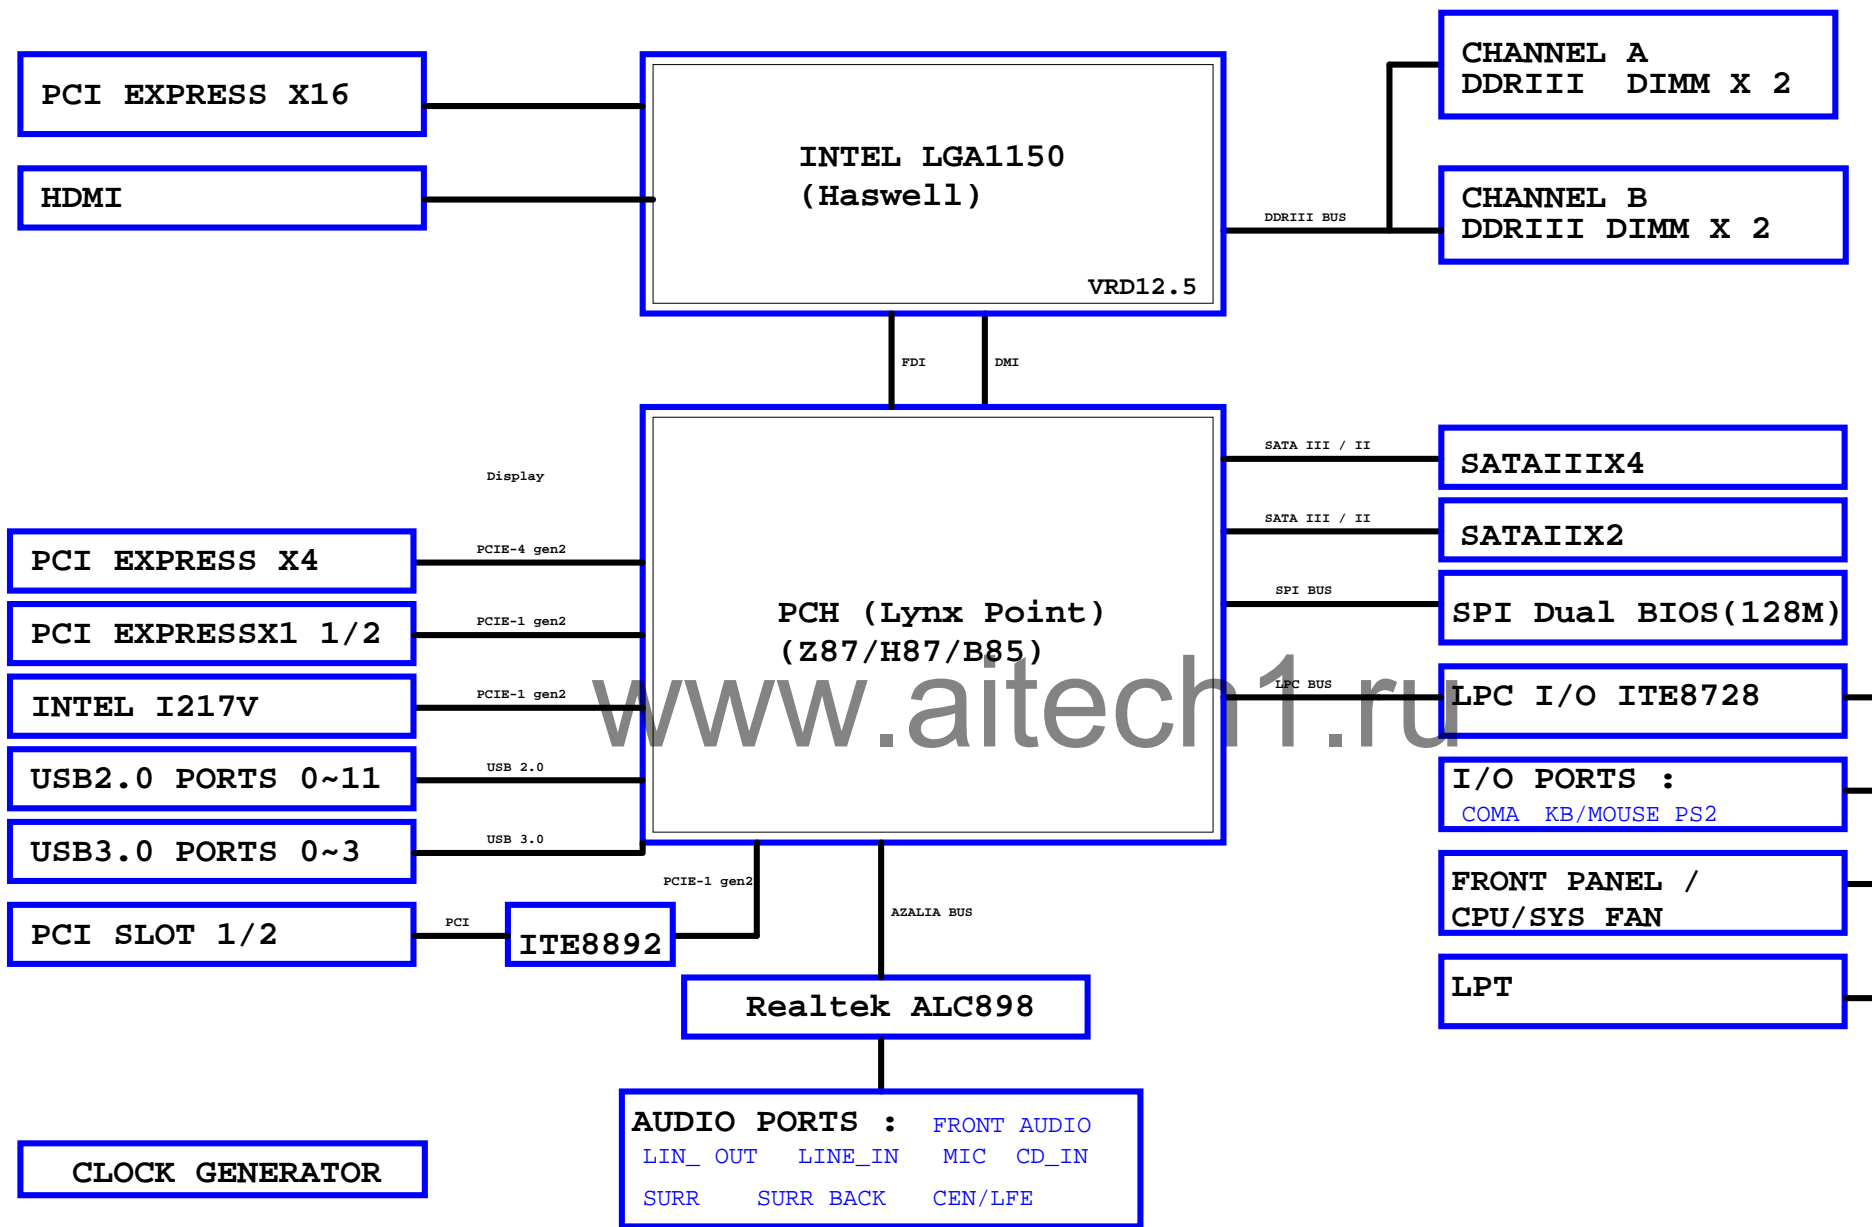 PCI EXPRESS X16
HDMI
INTEL LGA1150
(Haswell)
VRD12.5
DDRIII BUS
CHANNEL A
DDRIII DIMM X 2
CHANNEL B
DDRIII DIMM X 2
FDI
DMI
Display
PCI EXPRESS X4
PCIE-4 gen2
PCI EXPRESSX1 1/2
PCIE-1 gen2
INTEL I217V
PCIE-1 gen2
USB2.0 PORTS 0~11
USB 2.0
USB3.0 PORTS 0~3
USB 3.0
PCI SLOT 1/2
PCI
ITE8892
PCIE-1 gen2
PCH (Lynx Point)
(Z87/H87/B85)
www.aitech1.ru
SATA III / II
SATAIIIX4
SATA III / II
SATAIIX2
SPI BUS
SPI Dual BIOS(128M)
LPC BUS
LPC I/O ITE8728
I/O PORTS :
COMA KB/MOUSE PS2
FRONT PANEL /
CPU/SYS FAN
LPT
AZALIA BUS
Realtek ALC898
AUDIO PORTS : FRONT AUDIO
LIN_ OUT LINE_IN MIC CD_IN
SURR SURR BACK CEN/LFE
CLOCK GENERATOR